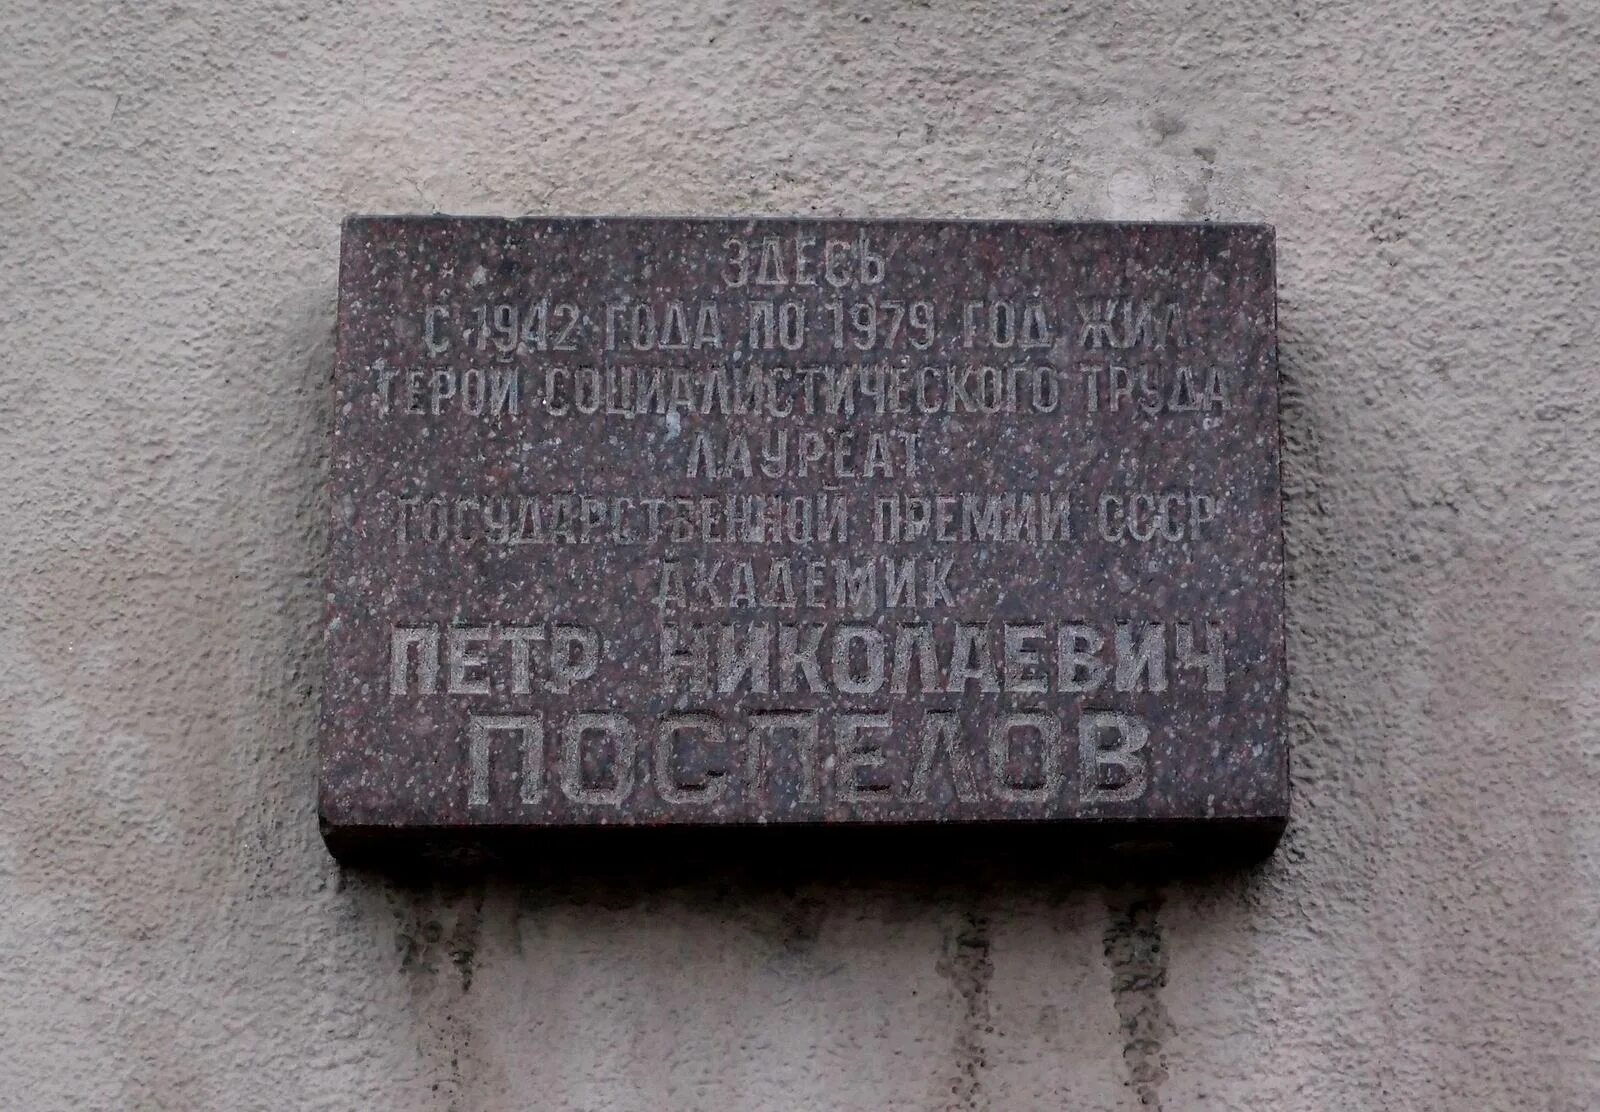 ЗДЕСЬ
С 1942 ГОДА ПО 1979 ГОД ЖИЛ
ГЕРОЙ СОЦИАЛИСТИЧЕСКОГО ТРУДА
ЛАУРЕАТ
ГОСУДАРСТВЕННОЙ ПРЕМИИ СССР
АКАДЕМИК
ПЕТР НИКОЛАЕВИЧ
ПОСПЕЛОВ